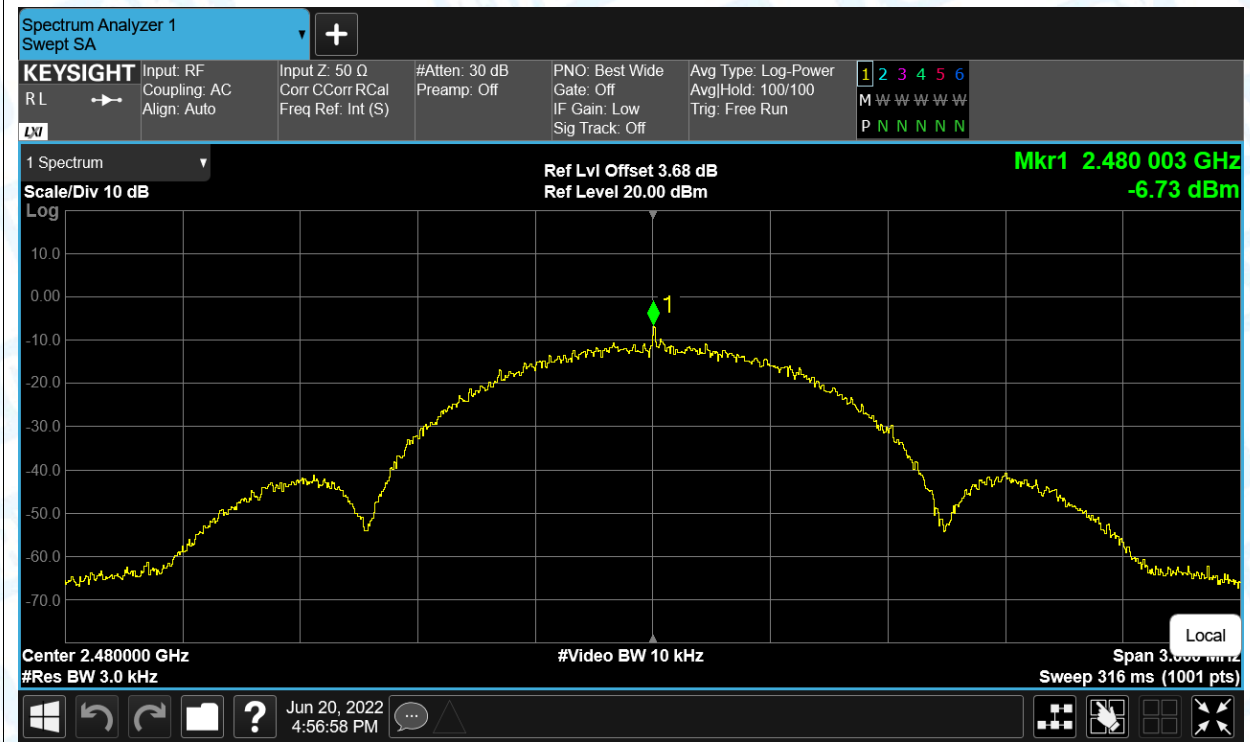 Spectrum Analyzer 1
Swept SA
KEYSIGHT
R L
LXI
Input: RF
Coupling: AC
Align: Auto
Input Z: 50 Ω
Corr CCorr RCal
Freq Ref: Int (S)
#Atten: 30 dB
Preamp: Off
PNO: Best Wide
Gate: Off
IF Gain: Low
Sig Track: Off
Avg Type: Log-Power
Avg|Hold: 100/100
Trig: Free Run
1 2 3 4 5 6
M W W W W W
P N N N N N
1 Spectrum
Scale/Div 10 dB
Log
Ref Lvl Offset 3.68 dB
Ref Level 20.00 dBm
Mkr1 2.480 003 GHz
-6.73 dBm
10.0
0.00
-10.0
-20.0
-30.0
-40.0
-50.0
-60.0
-70.0
1
Center 2.480000 GHz
#Res BW 3.0 kHz
#Video BW 10 kHz
Span
Sweep 316 ms (1001 pts)
Local
?
Jun 20, 2022
4:56:58 PM